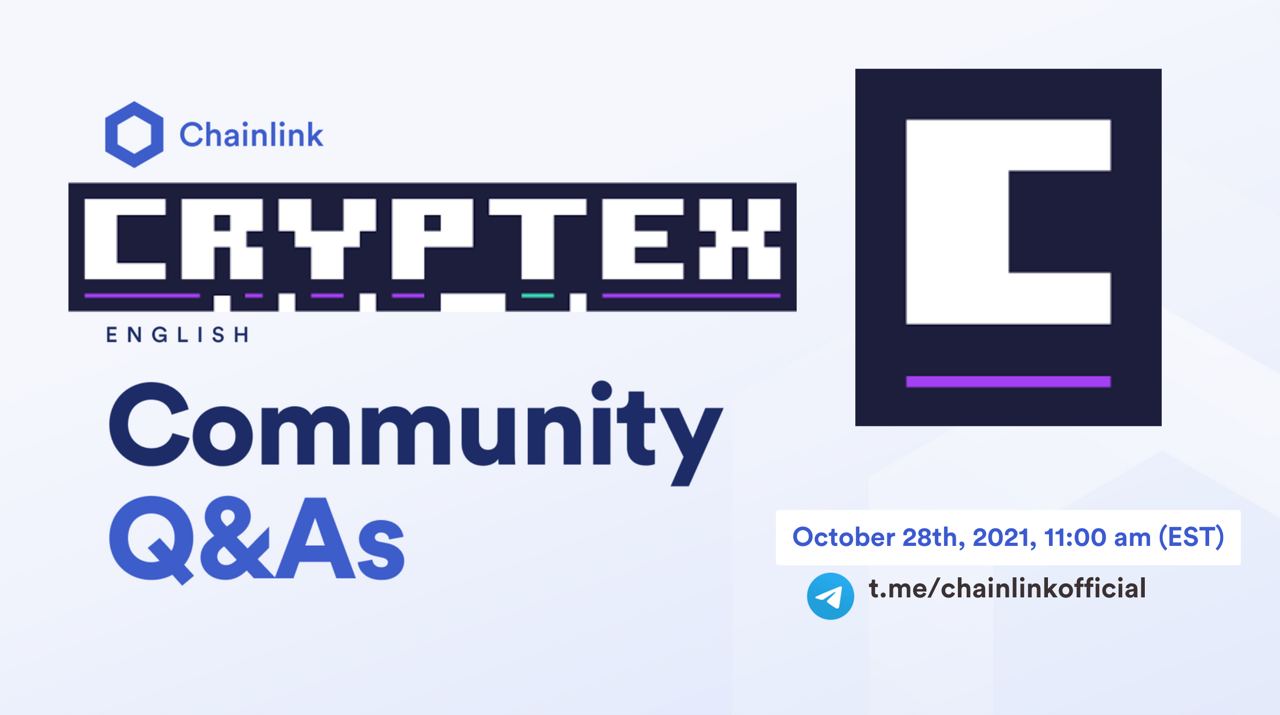 Chainlink
CRYPTEX
ENGLISH
Community
Q&As
C
October 28th, 2021, 11:00 am (EST)
t.me/chainlinkofficial